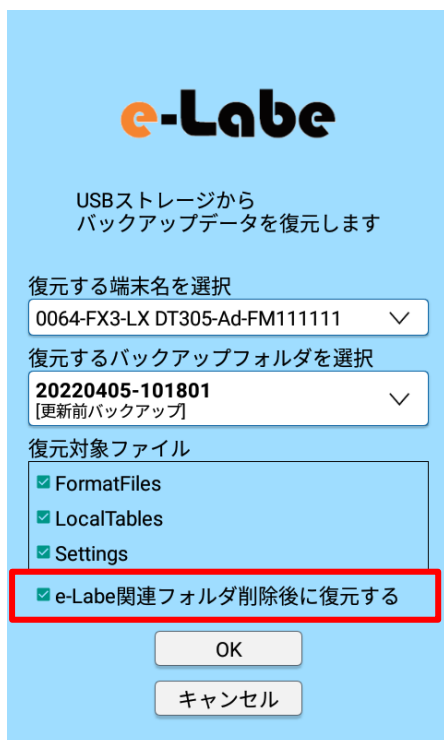 e-Labe
USBストレージから
バックアップデータを復元します
復元する端末名を選択
0064-FX3-LX DT305-Ad-FM111111
復元するバックアップフォルダを選択
20220405-101801
[更新前バックアップ]
復元対象ファイル
FormatFiles
LocalTables
Settings
e-Labe関連フォルダ削除後に復元する
OK
キャンセル